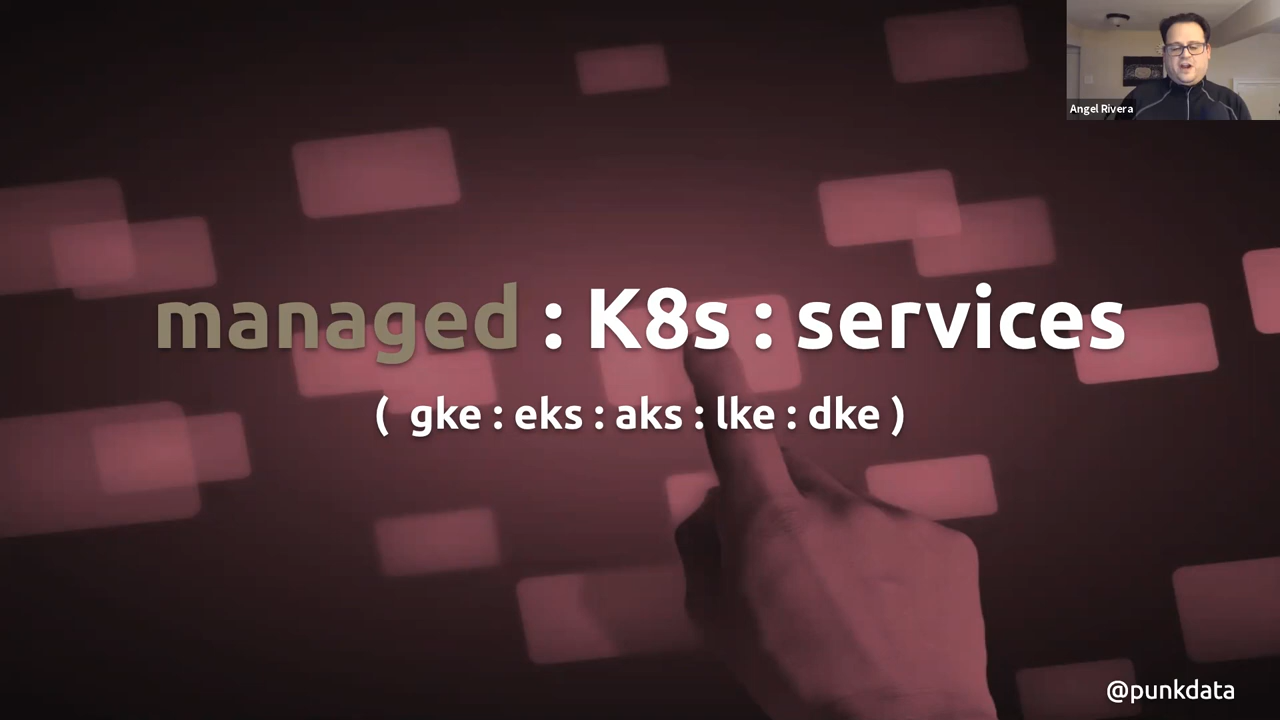 Angel Rivera
managed : K8s : services
( gke : eks : aks : lke : dke )
@punkdata